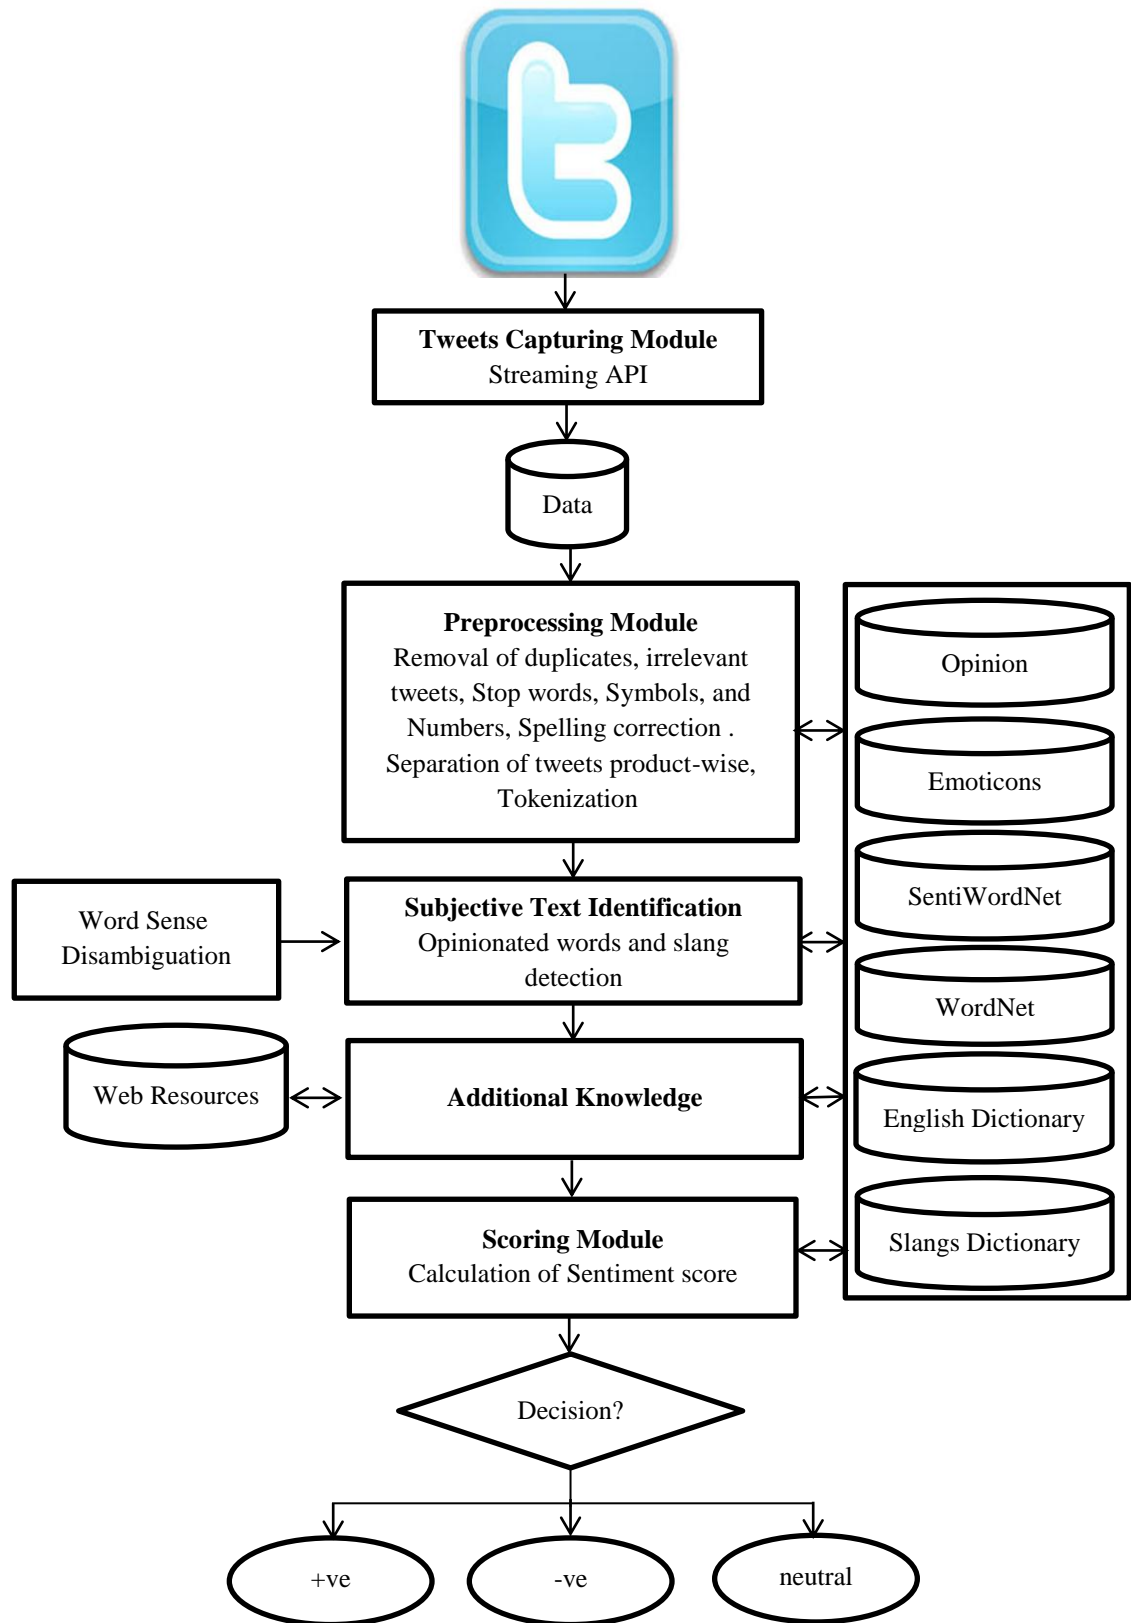 t
Tweets Capturing Module
Streaming API
Data
Preprocessing Module
Removal of duplicates, irrelevant
tweets, Stop words, Symbols, and
Numbers, Spelling correction .
Separation of tweets product-wise,
Tokenization
Opinion
Emoticons
SentiWordNet
WordNet
English Dictionary
Slangs Dictionary
Word Sense
Disambiguation
Subjective Text Identification
Opinionated words and slang
detection
Web Resources
Additional Knowledge
Scoring Module
Calculation of Sentiment score
Decision?
+ve
-ve
neutral